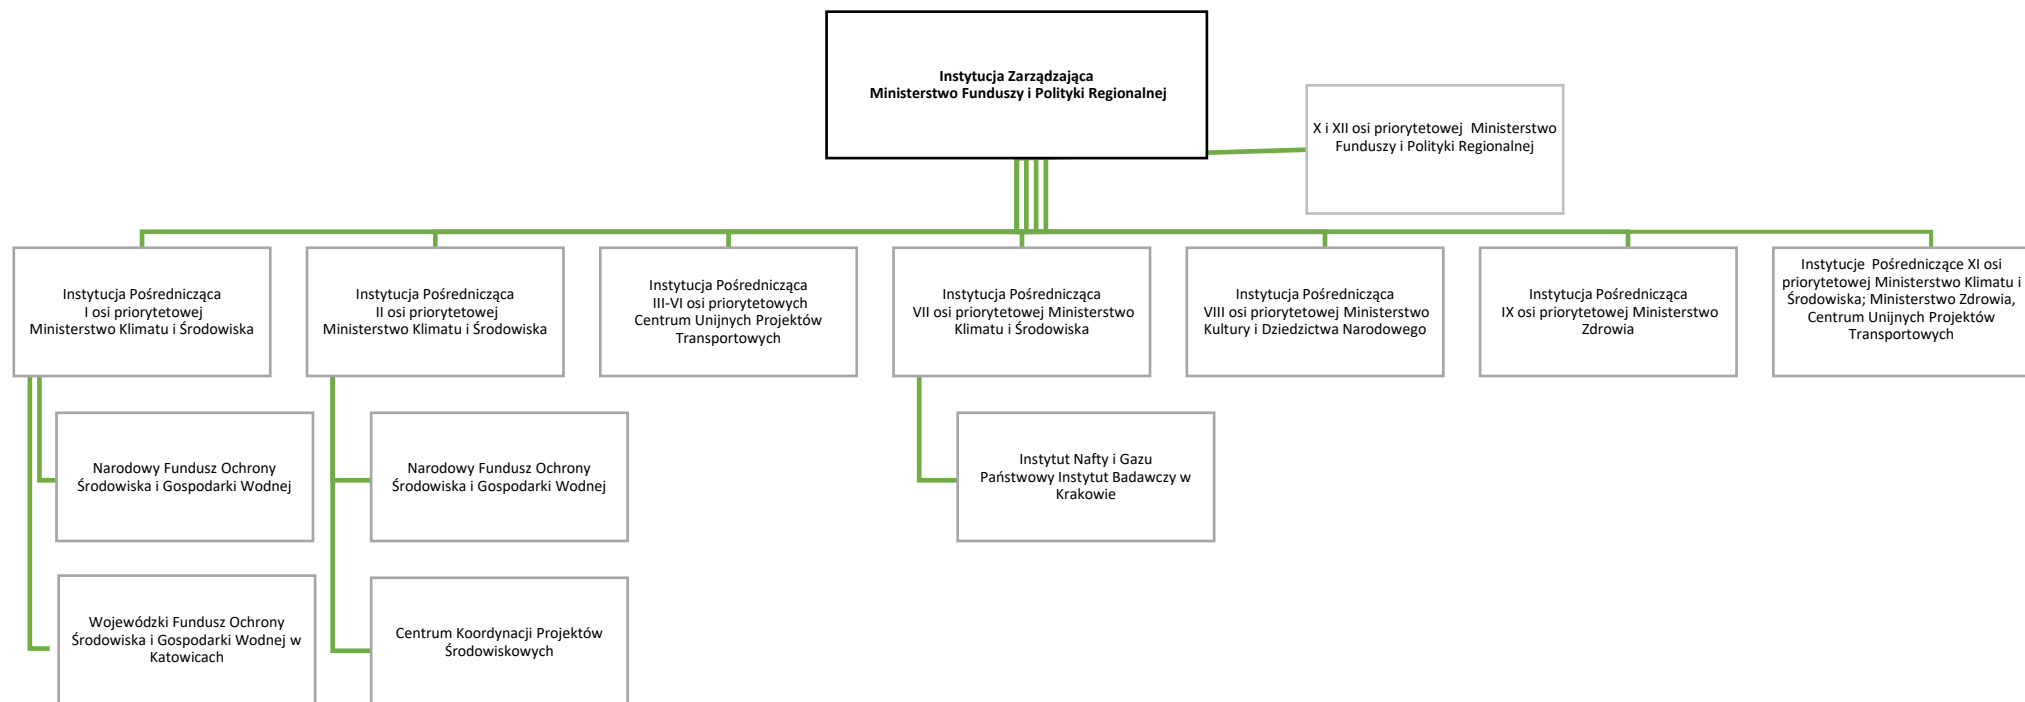 Instytucja Zarządzająca
Ministerstwo Funduszy i Polityki Regionalnej
X i XII osi priorytetowej Ministerstwo
Funduszy i Polityki Regionalnej
Instytucja Pośrednicząca
I osi priorytetowej
Ministerstwo Klimatu i Środowiska
Instytucja Pośrednicząca
II osi priorytetowej
Ministerstwo Klimatu i Środowiska
Instytucja Pośrednicząca
III-VI osi priorytetowych
Centrum Unijnych Projektów
Transportowych
Instytucja Pośrednicząca
VII osi priorytetowej Ministerstwo
Klimatu i Środowiska
Instytucja Pośrednicząca
VIII osi priorytetowej Ministerstwo
Kultury i Dziedzictwa Narodowego
Instytucja Pośrednicząca
IX osi priorytetowej Ministerstwo
Zdrowia
Instytucje Pośredniczące XI osi
priorytetowej Ministerstwo Klimatu i
Środowiska; Ministerstwo Zdrowia,
Centrum Unijnych Projektów
Transportowych
Narodowy Fundusz Ochrony
Środowiska i Gospodarki Wodnej
Narodowy Fundusz Ochrony
Środowiska i Gospodarki Wodnej
Instytut Nafty i Gazu
Państwowy Instytut Badawczy w
Krakowie
Wojewódzki Fundusz Ochrony
Środowiska i Gospodarki Wodnej w
Katowicach
Centrum Koordynacji Projektów
Środowiskowych